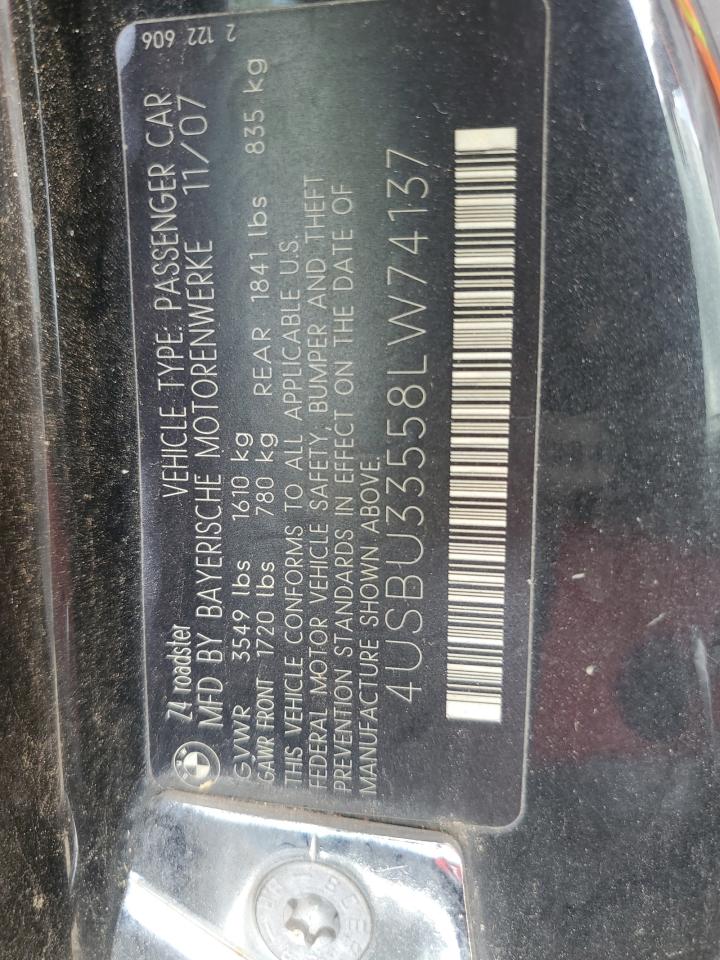 2 122 606
Z4 roadster VEHICLE TYPE: PASSENGER CAR
MFD BY BAYERISCHE MOTORENWERKE 11/07
GVWR 3549 lbs 1610 kg
GAWR FRONT 1720 lbs 780 kg REAR 1841 lbs 835 kg
THIS VEHICLE CONFORMS TO ALL APPLICABLE U.S.
FEDERAL MOTOR VEHICLE SAFETY, BUMPER AND THEFT
PREVENTION STANDARDS IN EFFECT ON THE DATE OF
MANUFACTURE SHOWN ABOVE.
4USBU33558LW74137